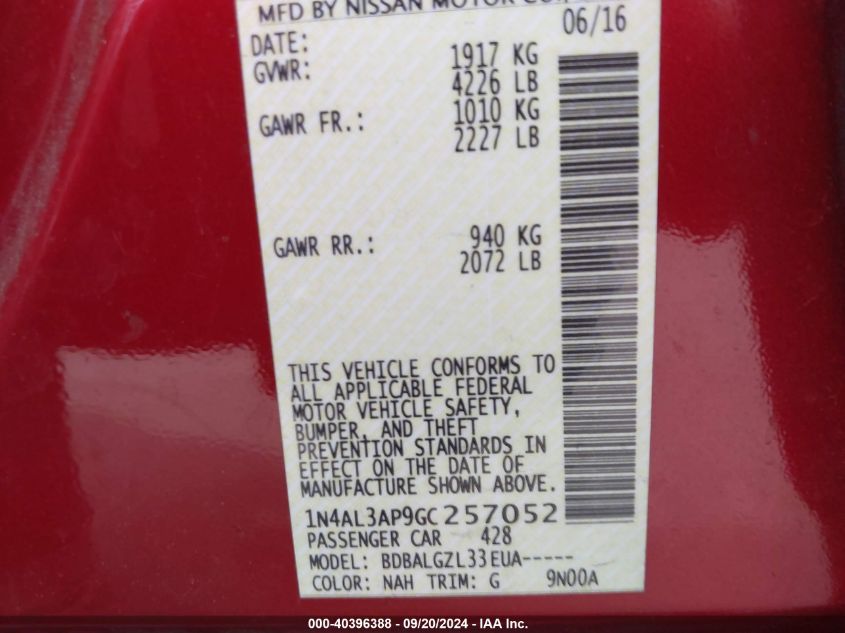 MFD BY NISSAN MOTOR
DATE: 06/16
GVWR: 1917 KG
4226 LB
GAWR FR.: 1010 KG
2227 LB
GAWR RR.: 940 KG
2072 LB
THIS VEHICLE CONFORMS TO
ALL APPLICABLE FEDERAL
MOTOR VEHICLE SAFETY,
BUMPER, AND THEFT
PREVENTION STANDARDS IN
EFFECT ON THE DATE OF
MANUFACTURE SHOWN ABOVE.
1N4AL3AP9GC257052
PASSENGER CAR 428
MODEL: BDBALGZL33EUA-----
COLOR: NAH TRIM: G 9N00A
000-40396388 - 09/20/2024 - IAA Inc.